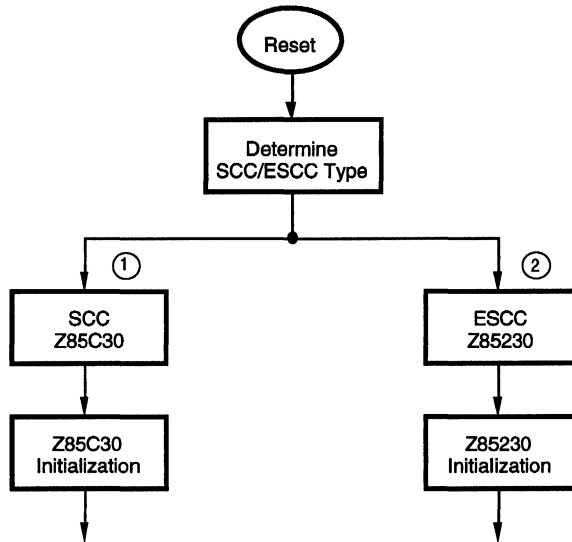 Reset
Determine
SCC/ESCC Type
1
2
SCC
Z85C30
ESCC
Z85230
Z85C30
Initialization
Z85230
Initialization